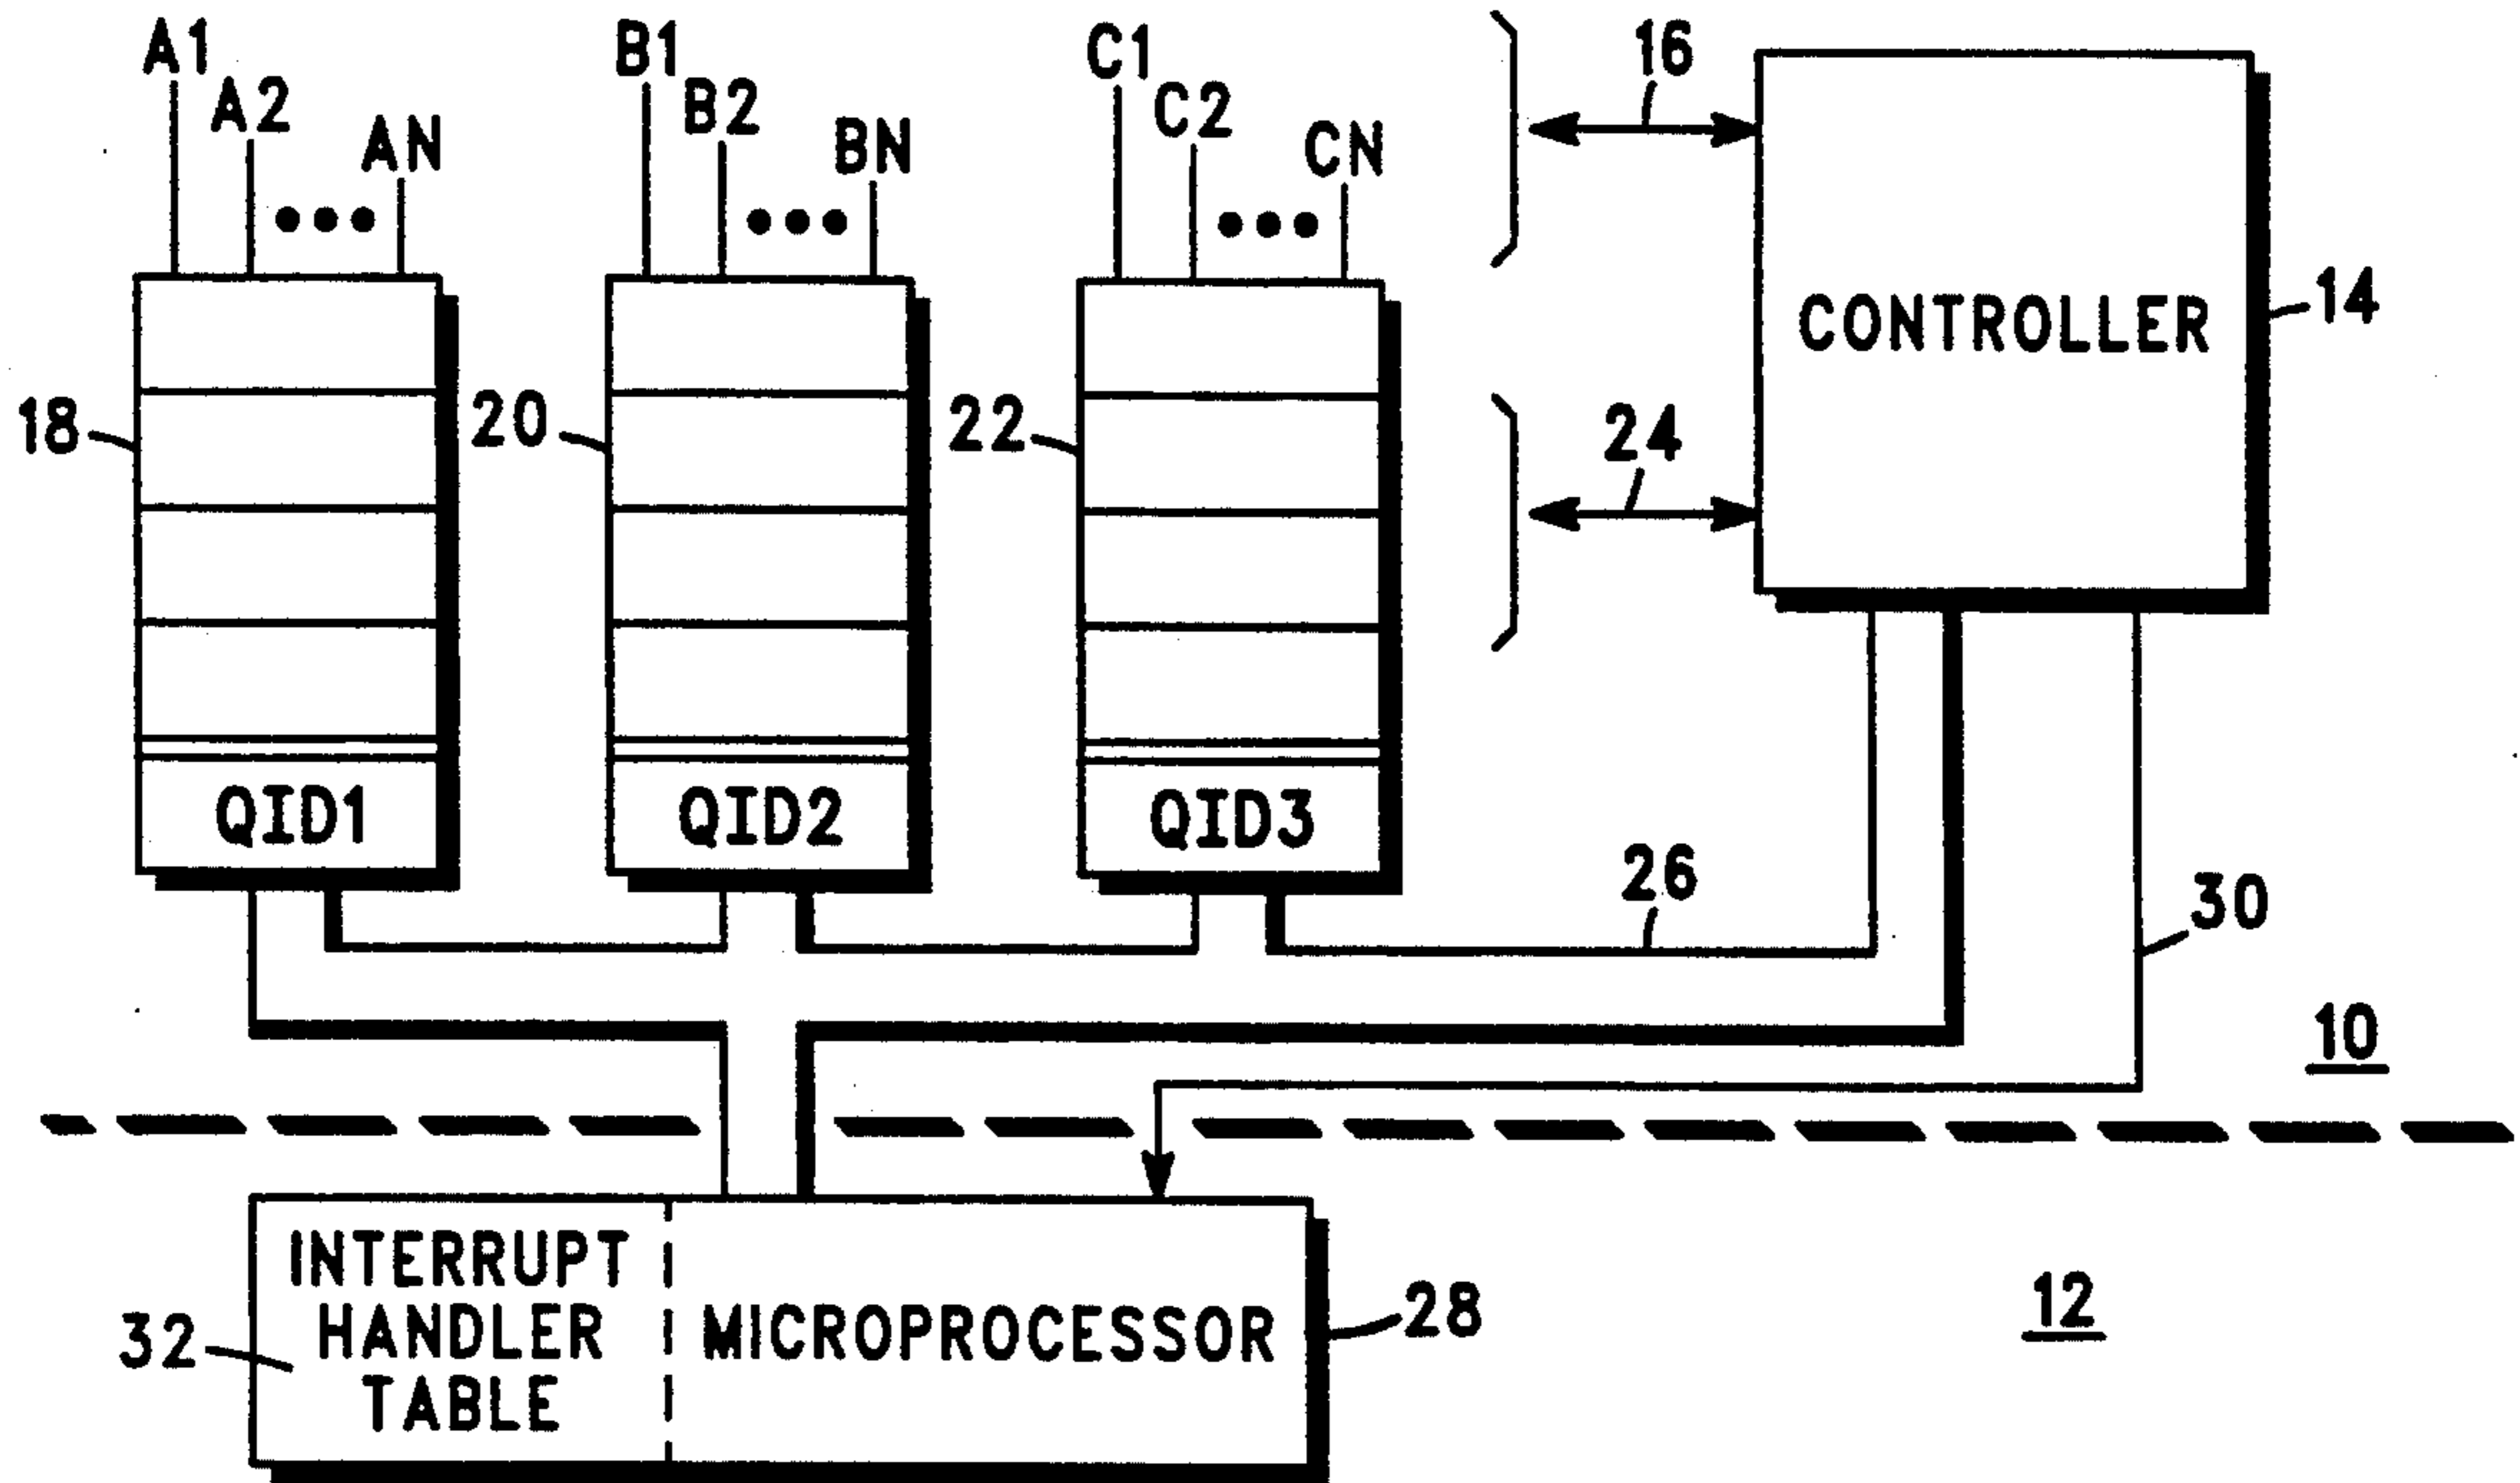 A1
A2
AN
B1
B2
BN
C1
C2
CN
16
CONTROLLER
14
18
20
22
24
QID1
QID2
QID3
26
30
10
INTERRUPT
HANDLER
TABLE
32
MICROPROCESSOR
28
12